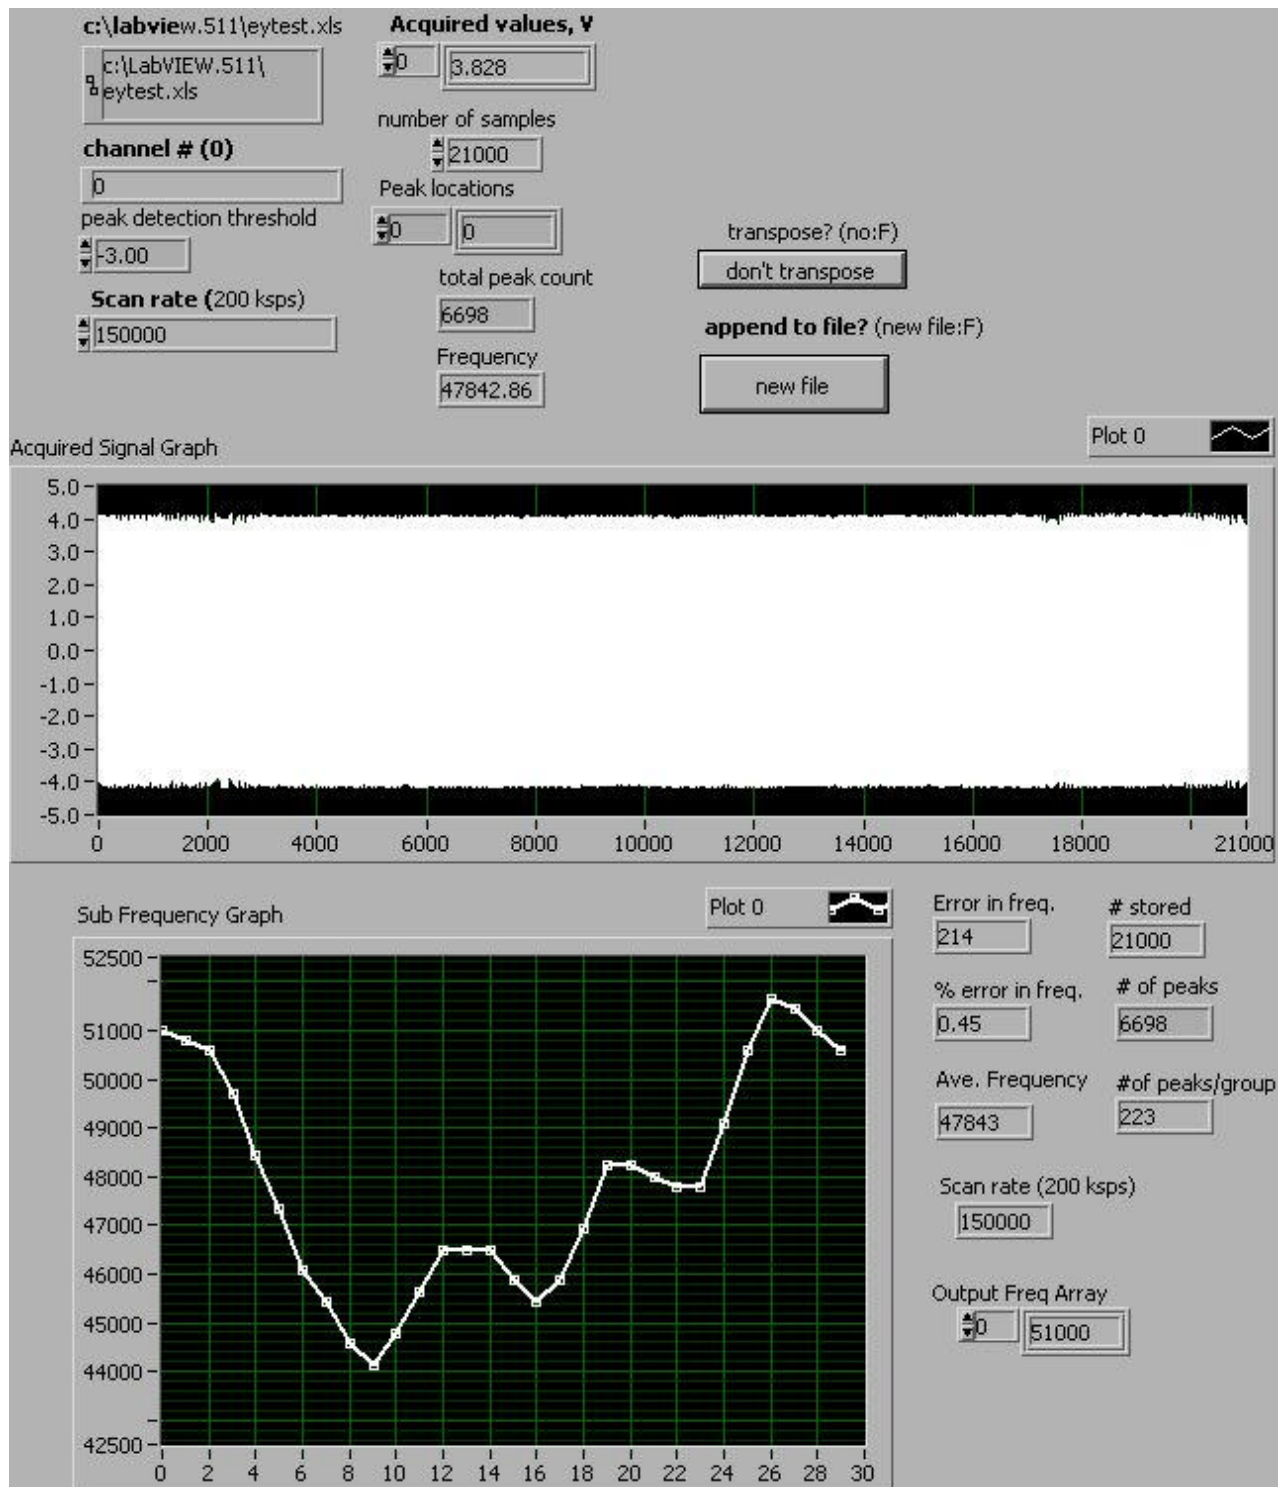 c:\labview.511\eytest.xls
c:\LabVIEW.511\
eytest.xls
channel # (0)
0
peak detection threshold
-3.00
Scan rate (200 ksps)
150000
Acquired values, V
0
3.828
number of samples
21000
Peak locations
0
0
total peak count
6698
Frequency
47842.86
transpose? (no:F)
don't transpose
append to file? (new file:F)
new file
Plot 0
Acquired Signal Graph
5.0
4.0
3.0
2.0
1.0
0.0
-1.0
-2.0
-3.0
-4.0
-5.0
0 2000 4000 6000 8000 10000 12000 14000 16000 18000 21000
Sub Frequency Graph
Plot 0
52500
51000
50000
49000
48000
47000
46000
45000
44000
42500
0 2 4 6 8 10 12 14 16 18 20 22 24 26 28 30
Error in freq.
214
# stored
21000
% error in freq.
0.45
# of peaks
6698
Ave. Frequency
47843
#of peaks/group
223
Scan rate (200 ksps)
150000
Output Freq Array
0
51000